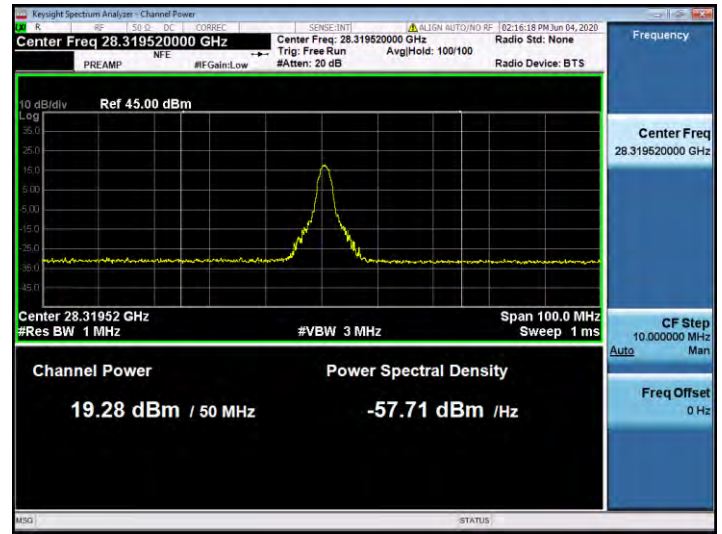 Keysight Spectrum Analyzer - Channel Power
R RF 50 Ω DC CORREC SENSE:INT ALIGN AUTO/NO RF 02:16:18 PM Jun 04, 2020
Center Freq 28.319520000 GHz
NFE
PREAMP #IFGain:Low
Center Freq: 28.319520000 GHz
Trig: Free Run Avg|Hold: 100/100
#Atten: 20 dB
Radio Std: None
Radio Device: BTS
Frequency
10 dB/div Ref 45.00 dBm
Log
35.0
25.0
15.0
5.00
-5.00
-15.0
-25.0
-35.0
-45.0
Center 28.31952 GHz Span 100.0 MHz
#Res BW 1 MHz #VBW 3 MHz Sweep 1 ms
Channel Power Power Spectral Density
19.28 dBm / 50 MHz -57.71 dBm /Hz
Center Freq
28.319520000 GHz
CF Step
10.000000 MHz
Auto Man
Freq Offset
0 Hz
MSG STATUS